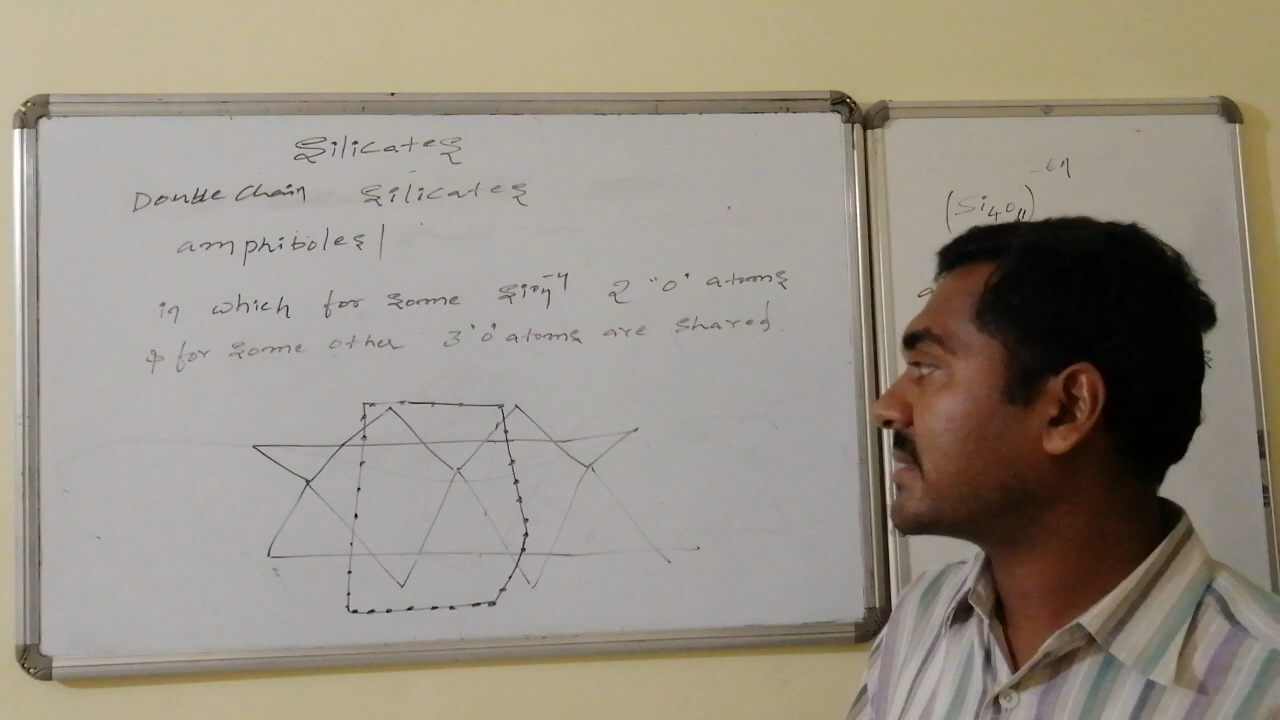 Silicates
Double chain Silicates
amphiboles
in which for some SiO4⁻⁴ 2 "O" atoms
& for some other 3 'O' atoms are shared.
(Si4O11)⁻⁶ⁿ